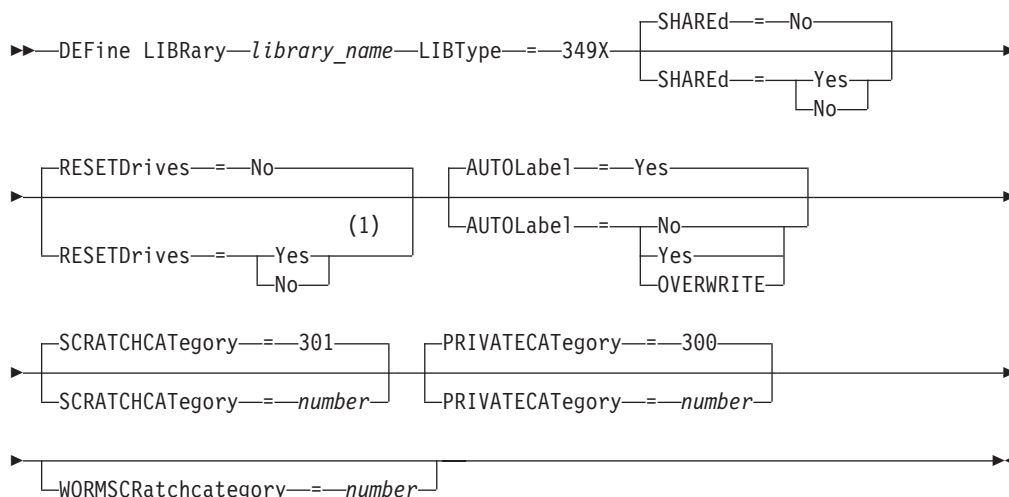 SHAREd = No
DEFine LIBRary library_name LIBType = 349X
SHAREd = Yes
No
RESETDrives = No
AUTOLabel = Yes
(1)
RESETDrives = Yes
No
AUTOLabel = No
Yes
OVERWRITE
SCRATCHCATegory = 301
PRIVATECATegory = 300
SCRATCHCATegory = number
PRIVATECATegory = number
WORMSCRatchcategory = number